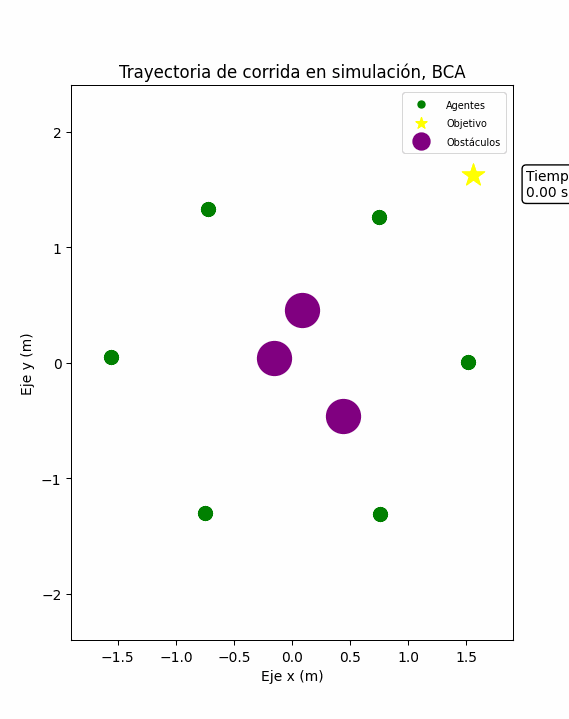 Trayectoria de corrida en simulación, BCA
Agentes
Objetivo
Obstáculos
Tiemp
0.00 s
2
1
0
−1
−2
Eje y (m)
−1.5
−1.0
−0.5
0.0
0.5
1.0
1.5
Eje x (m)